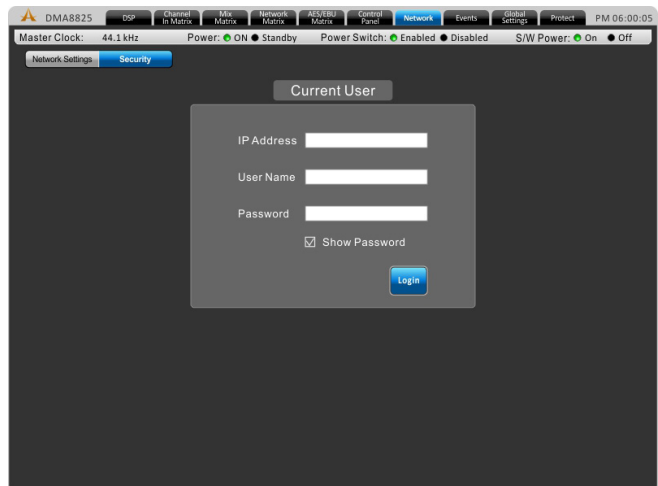 DMA8825 DSP Channel In Matrix Mix Matrix Network Matrix AES/EBU Matrix Control Panel Network Events Global Settings Protect PM 06:00:05
Master Clock: 44.1 kHz Power: ON Standby Power Switch: Enabled Disabled S/W Power: On Off
Network Settings Security
Current User
IP Address
User Name
Password
Show Password
Login